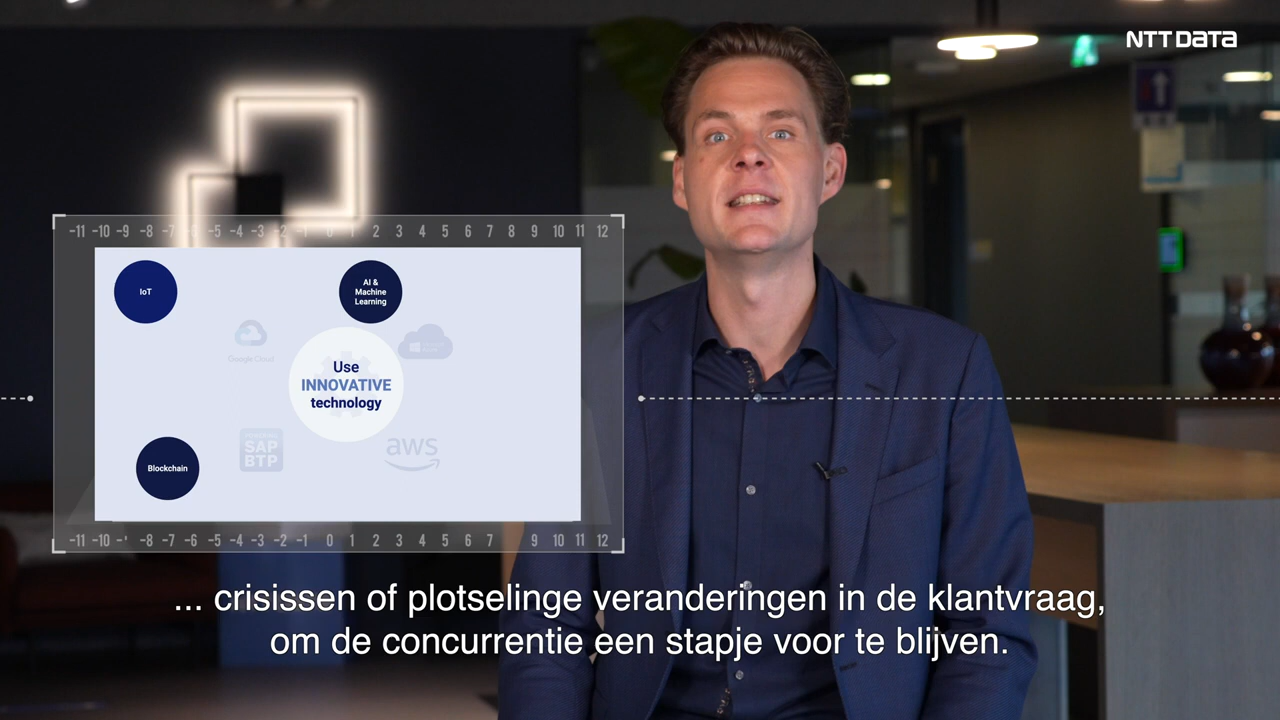 NTT DATA
-11 -10 -9 -8 -7 -6 -5 -4 -3 -2 -1 0 1 2 3 4 5 6 7 8 9 10 11 12
IoT
AI &
Machine
Learning
Google Cloud
Use
INNOVATIVE
technology
SAP
BTP
aws
Blockchain
-11 -10 -8 -7 -6 -5 -4 -3 -2 -1 0 1 2 3 4 5 6 7 9 10 11 12
... crisissen of plotselinge veranderingen in de klantvraag,
om de concurrentie een stapje voor te blijven.